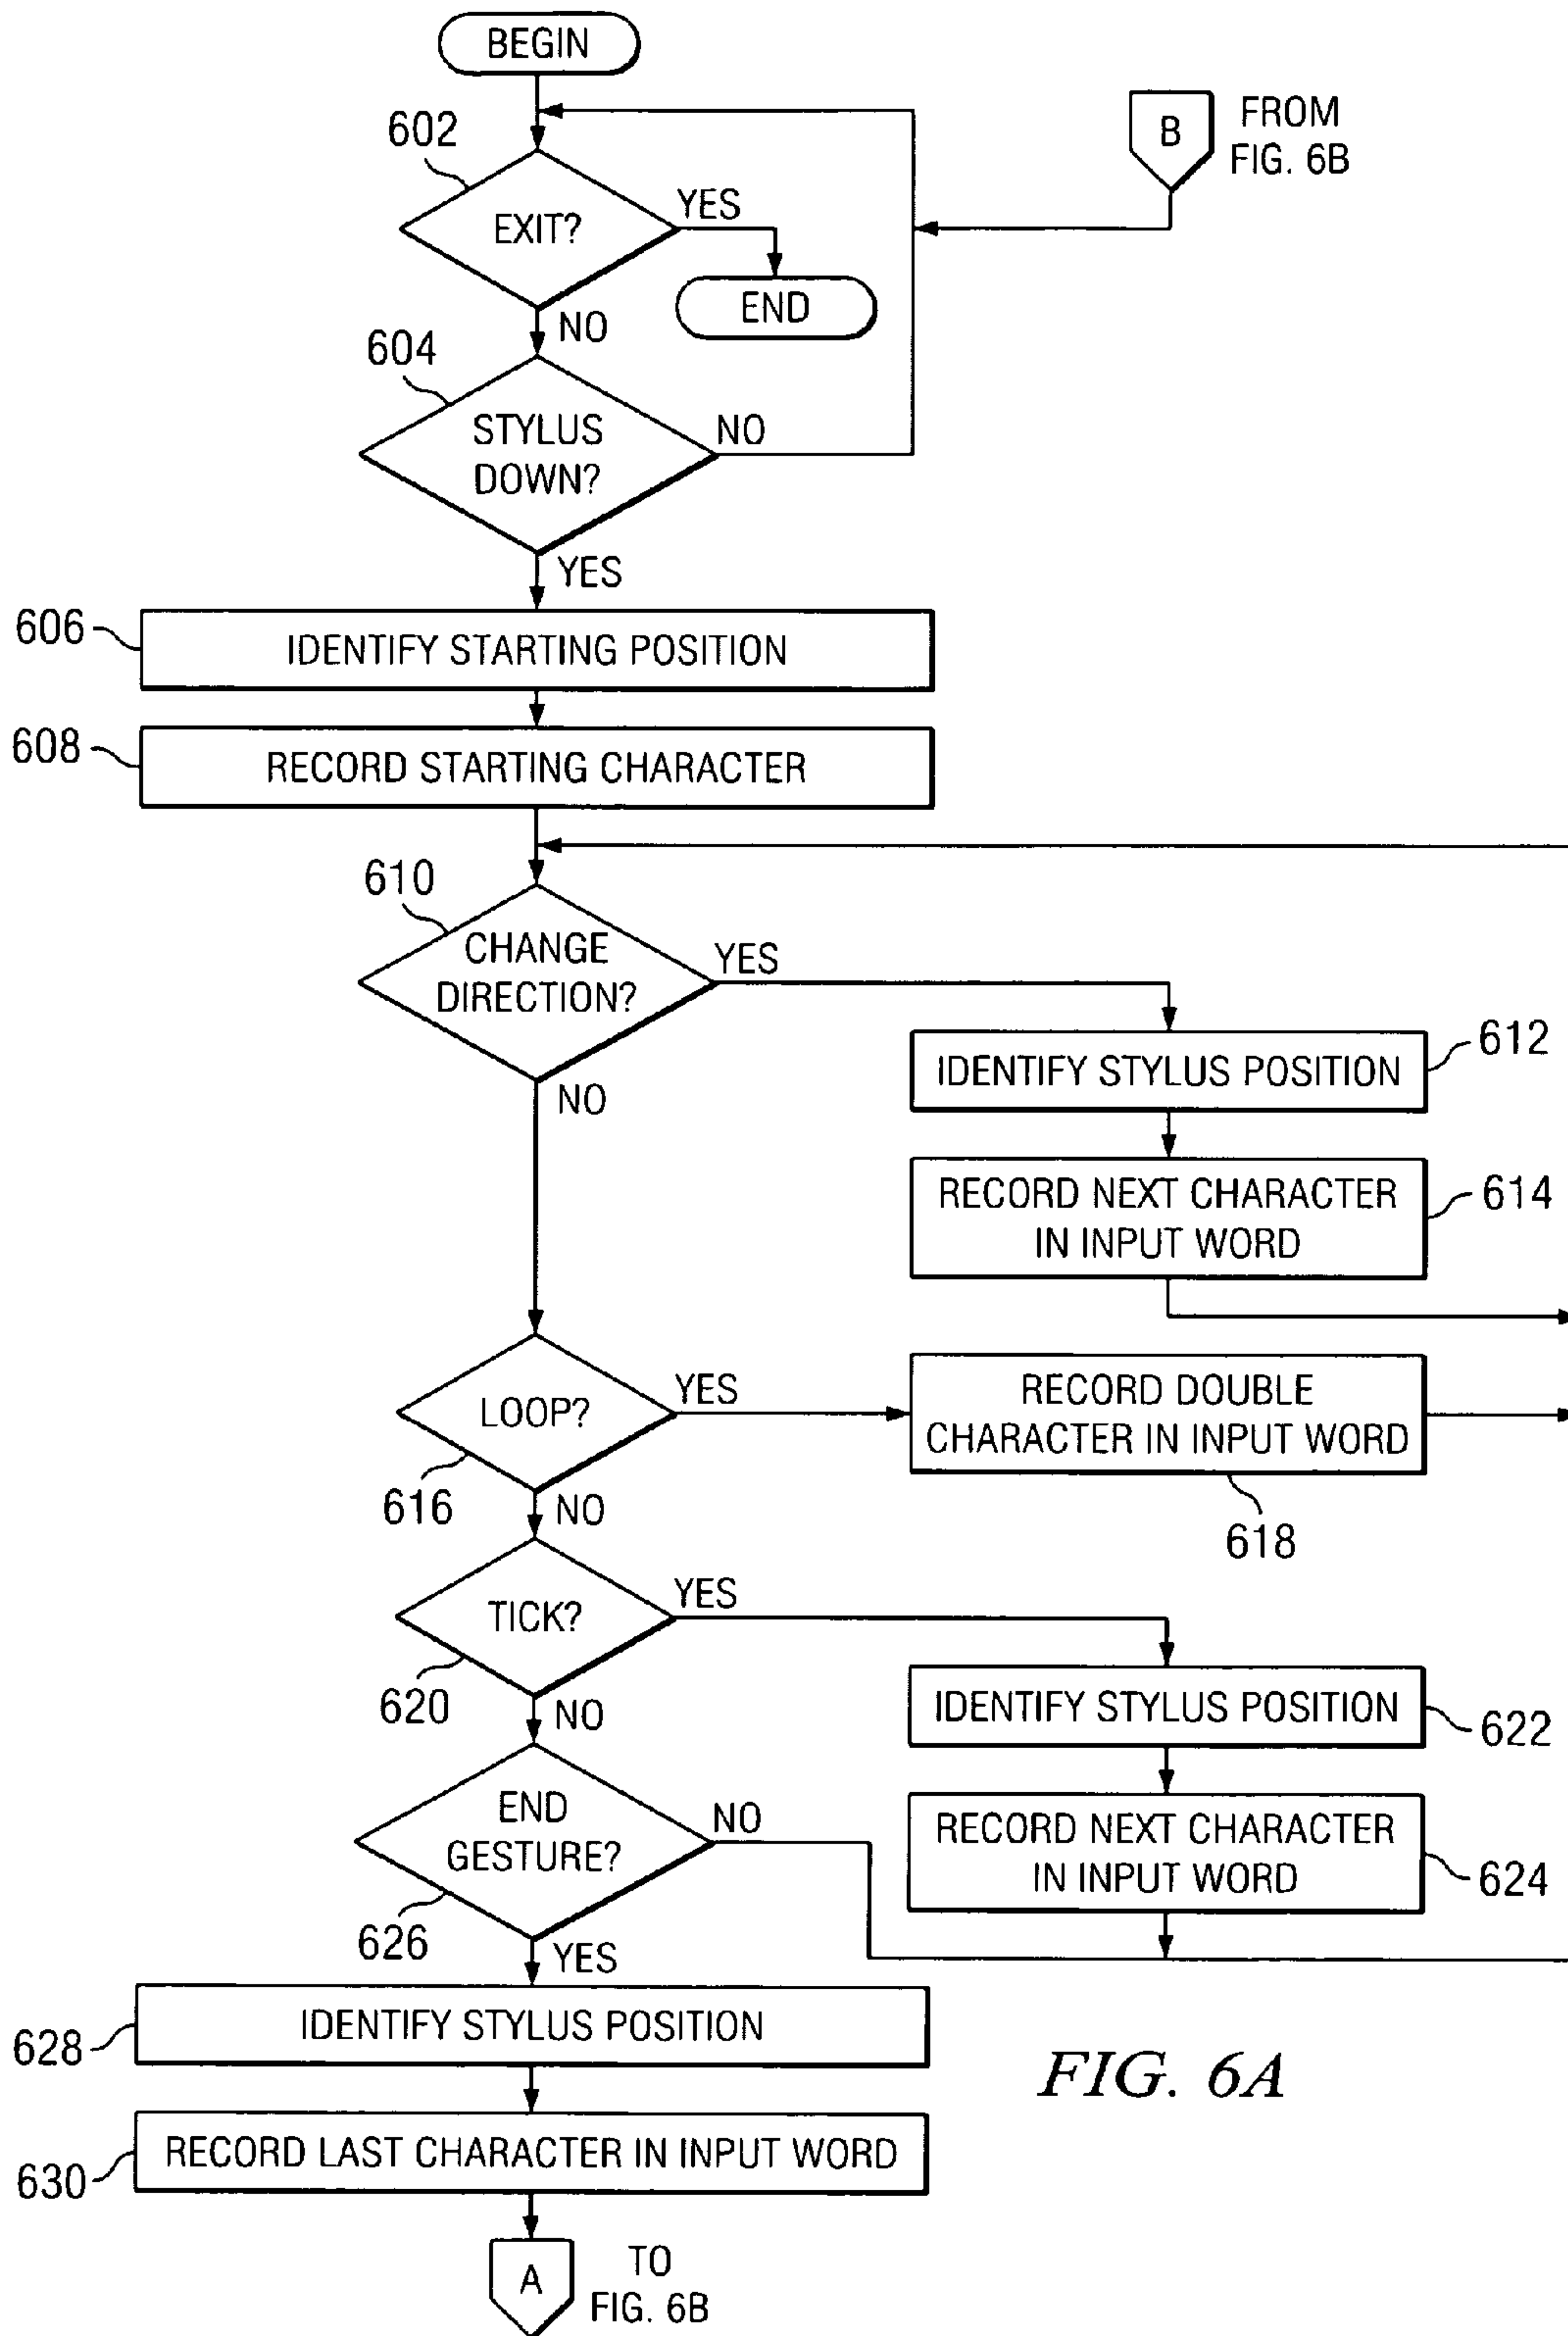 BEGIN
602
EXIT?
YES
END
NO
B
FROM
FIG. 6B
604
STYLUS
DOWN?
NO
YES
606
IDENTIFY STARTING POSITION
608
RECORD STARTING CHARACTER
610
CHANGE
DIRECTION?
YES
NO
IDENTIFY STYLUS POSITION
612
RECORD NEXT CHARACTER
IN INPUT WORD
614
LOOP?
YES
616
NO
RECORD DOUBLE
CHARACTER IN INPUT WORD
618
TICK?
YES
620
NO
IDENTIFY STYLUS POSITION
622
RECORD NEXT CHARACTER
IN INPUT WORD
624
END
GESTURE?
NO
626
YES
628
IDENTIFY STYLUS POSITION
630
RECORD LAST CHARACTER IN INPUT WORD
A
TO
FIG. 6B
FIG. 6A